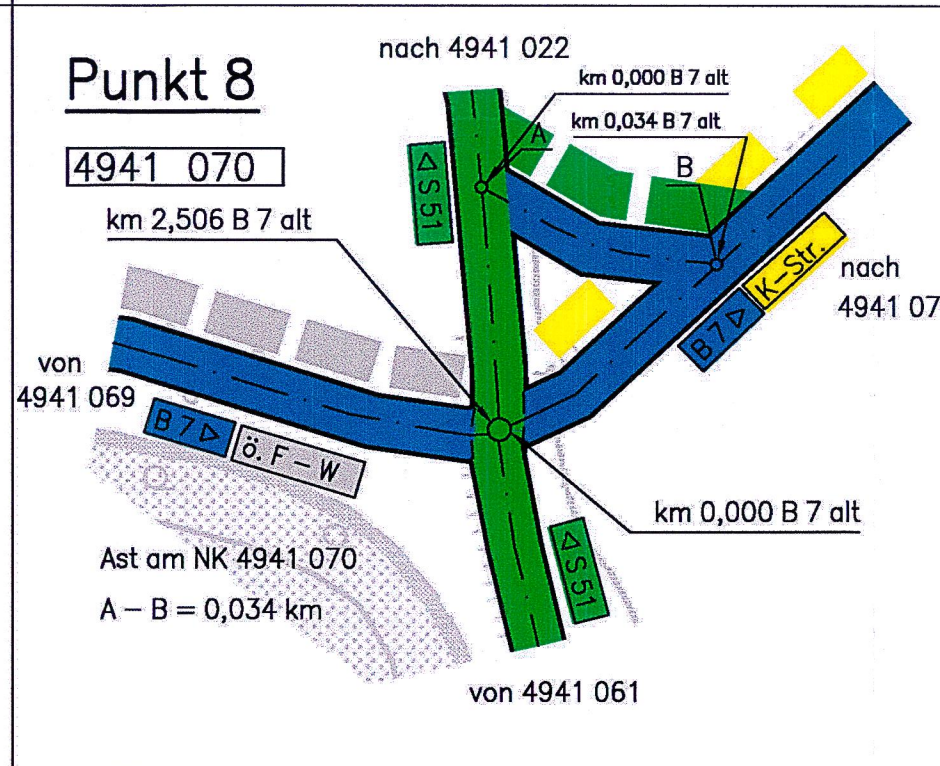 nach 4941 022
Punkt 8
km 0,000 B 7 alt
km 0,034 B 7 alt
A
B
4941 070
S 51
km 2,506 B 7 alt
K-Str.
nach
4941 07
B 7
von
4941 069
B 7
ö. F - W
km 0,000 B 7 alt
S 51
Ast am NK 4941 070
A - B = 0,034 km
von 4941 061